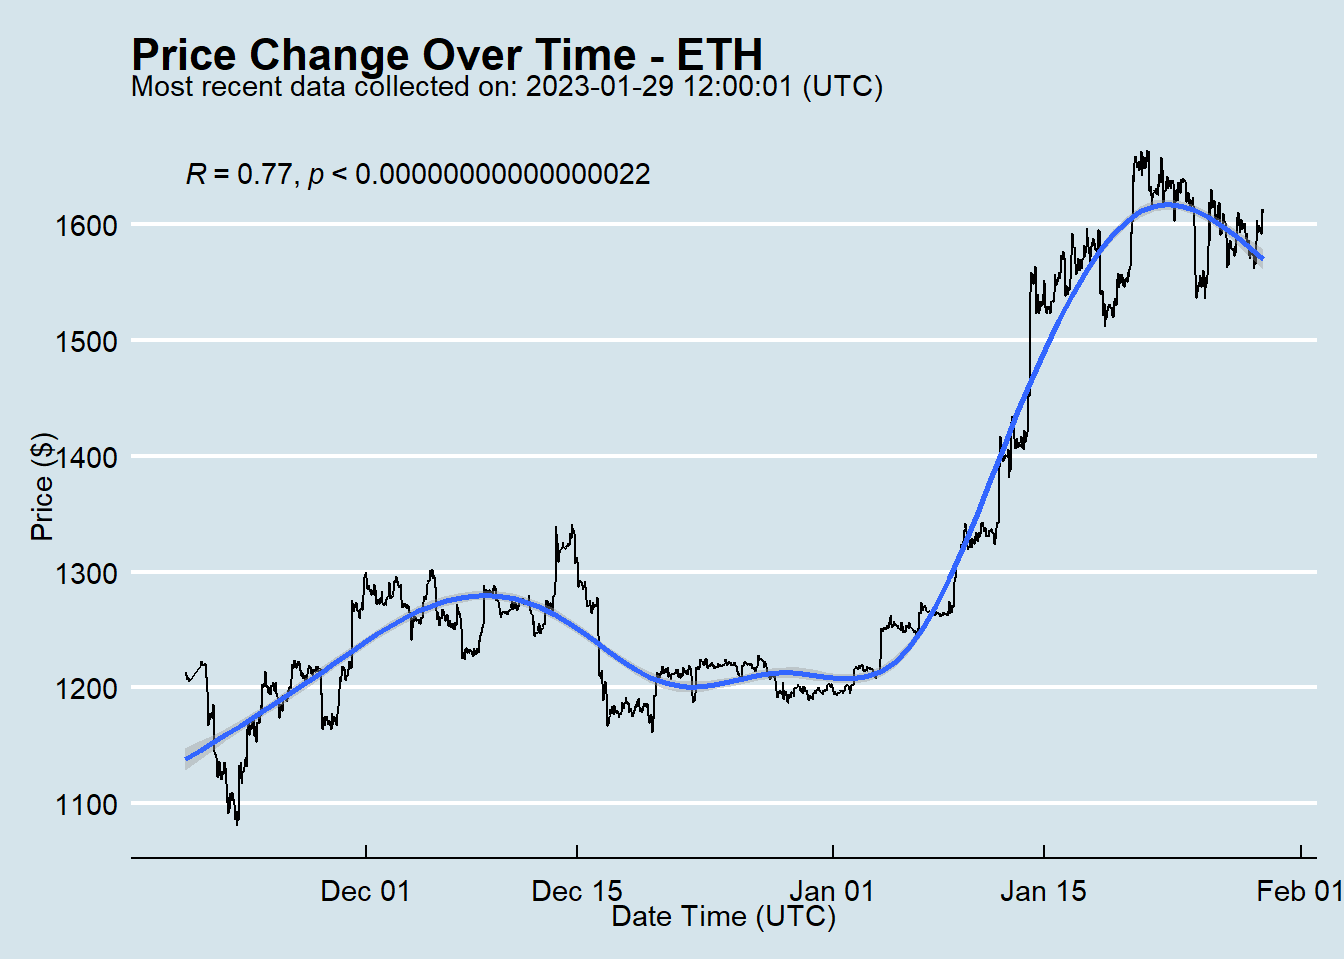 Price Change Over Time - ETH
Most recent data collected on: 2023-01-29 12:00:01 (UTC)
R = 0.77, p < 0.00000000000000022
1600
1500
1400
1300
1200
1100
Price ($)
Dec 01 Dec 15 Jan 01 Jan 15 Feb 01
Date Time (UTC)